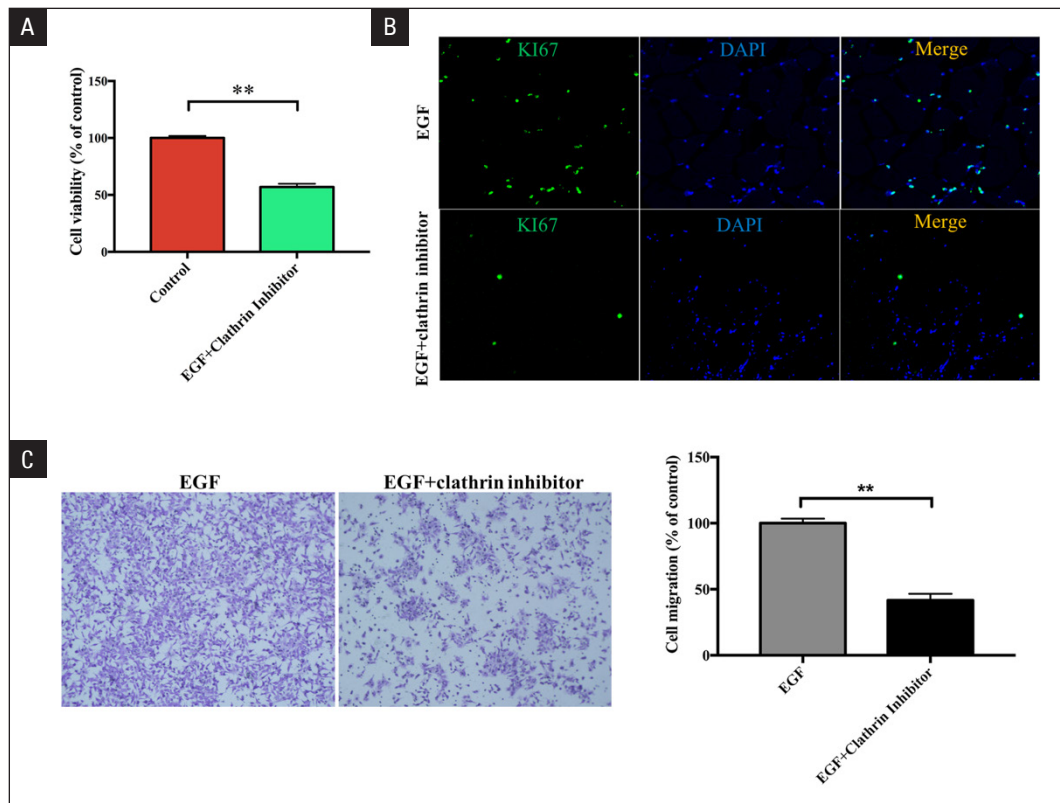 A
Cell viability (% of control)
150
100
50
0
**
Control
EGF+Clathrin Inhibitor
B
KI67
DAPI
Merge
EGF
KI67
DAPI
Merge
EGF+clathrin inhibitor
C
EGF
EGF+clathrin inhibitor
Cell migration (% of control)
150
100
50
0
**
EGF
EGF+Clathrin Inhibitor